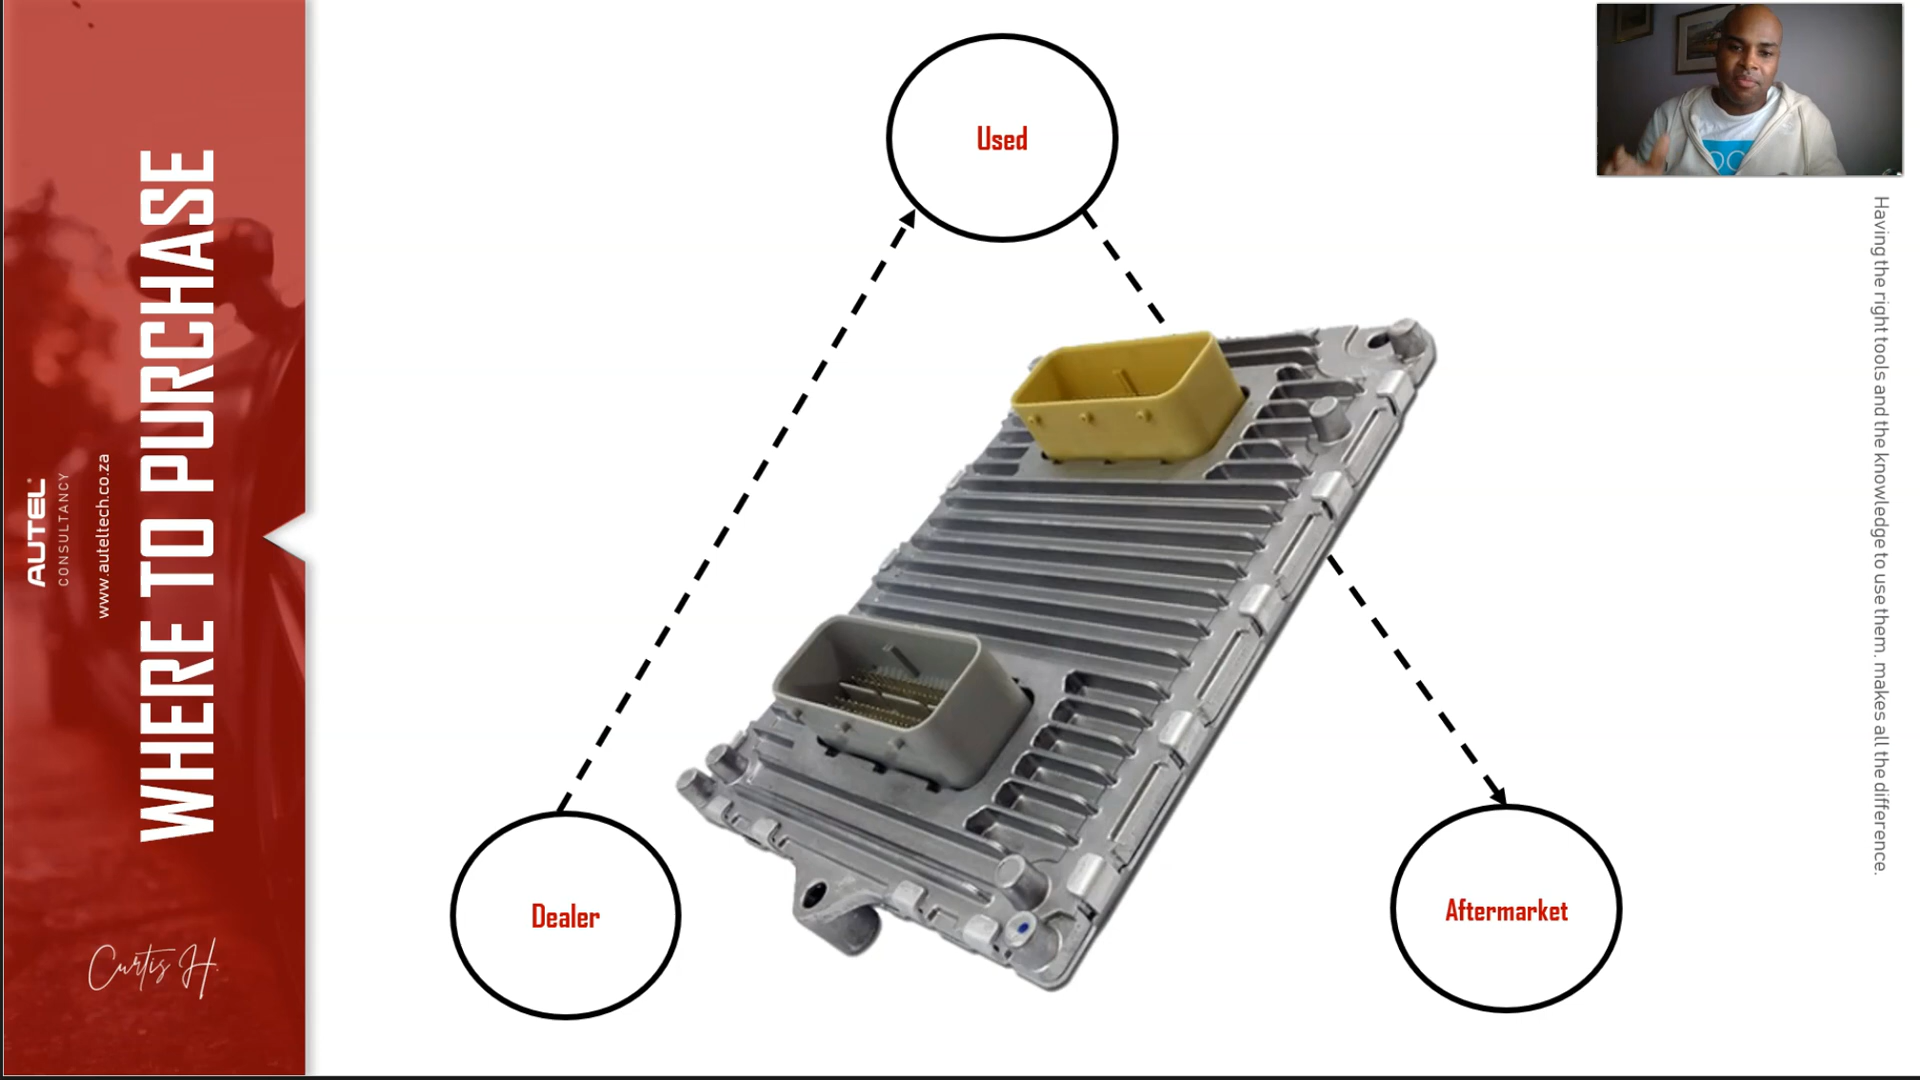 WHERE TO PURCHASE
AUTEL
CONSULTANCY
www.auteltech.co.za
Curtis H.
Used
Dealer
Aftermarket
Having the right tools and the knowledge to use them. makes all the difference.